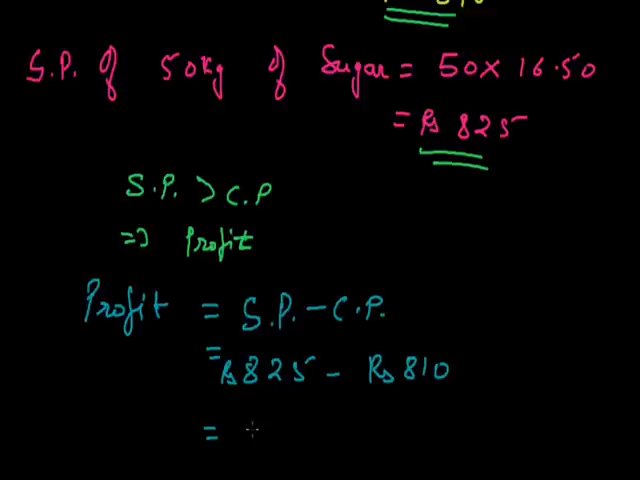 S.P. of 50kg of Sugar = 50 × 16.50
= Rs 825
S.P. > C.P
=> Profit
Profit = S.P. - C.P.
= Rs 825 - Rs 810
=